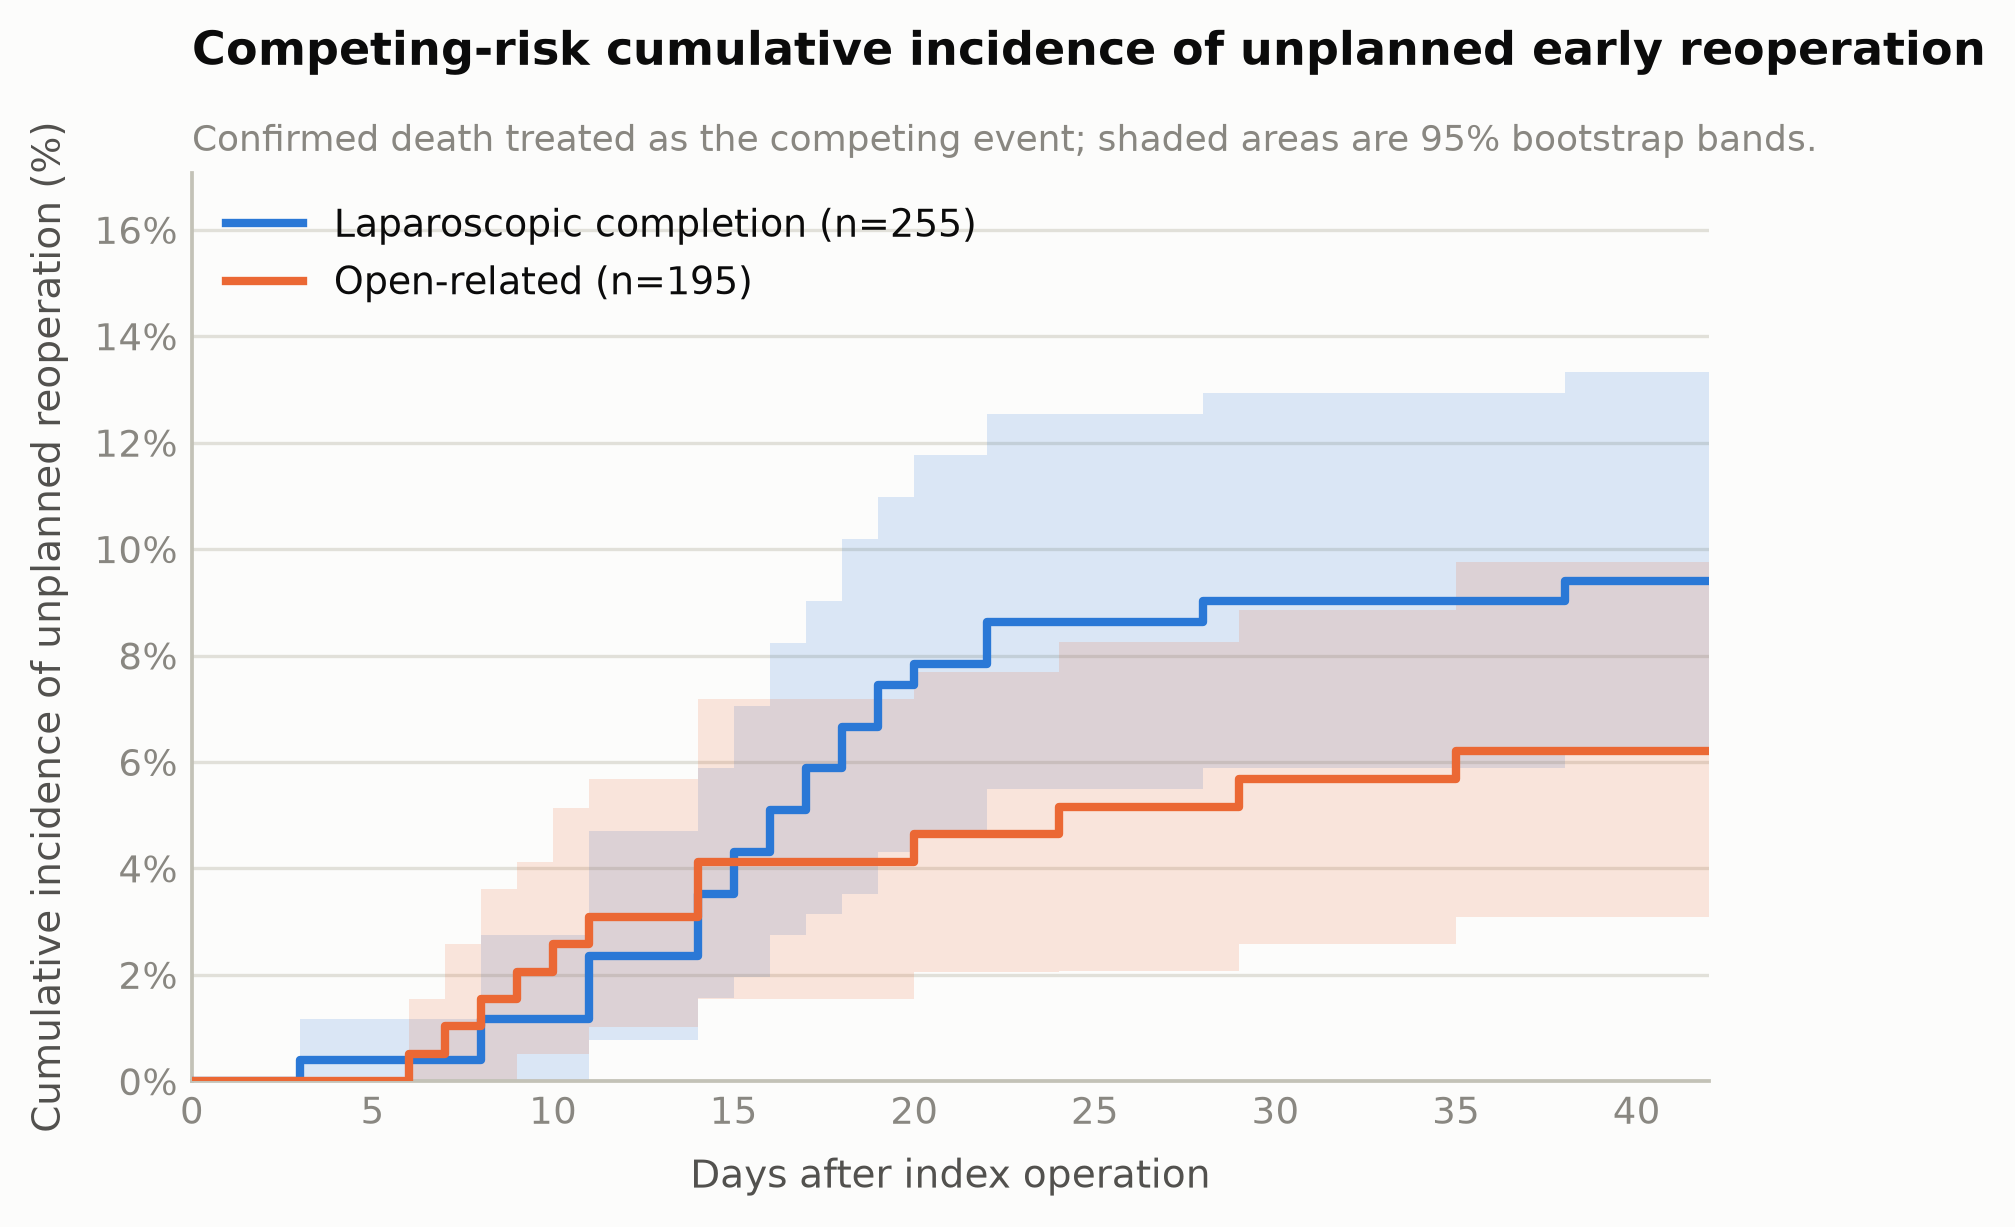 Competing-risk cumulative incidence of unplanned early reoperation
Confirmed death treated as the competing event; shaded areas are 95% bootstrap bands.
Cumulative incidence of unplanned reoperation (%)
Laparoscopic completion (n=255)
Open-related (n=195)
16%
14%
12%
10%
8%
6%
4%
2%
0%
0 5 10 15 20 25 30 35 40
Days after index operation